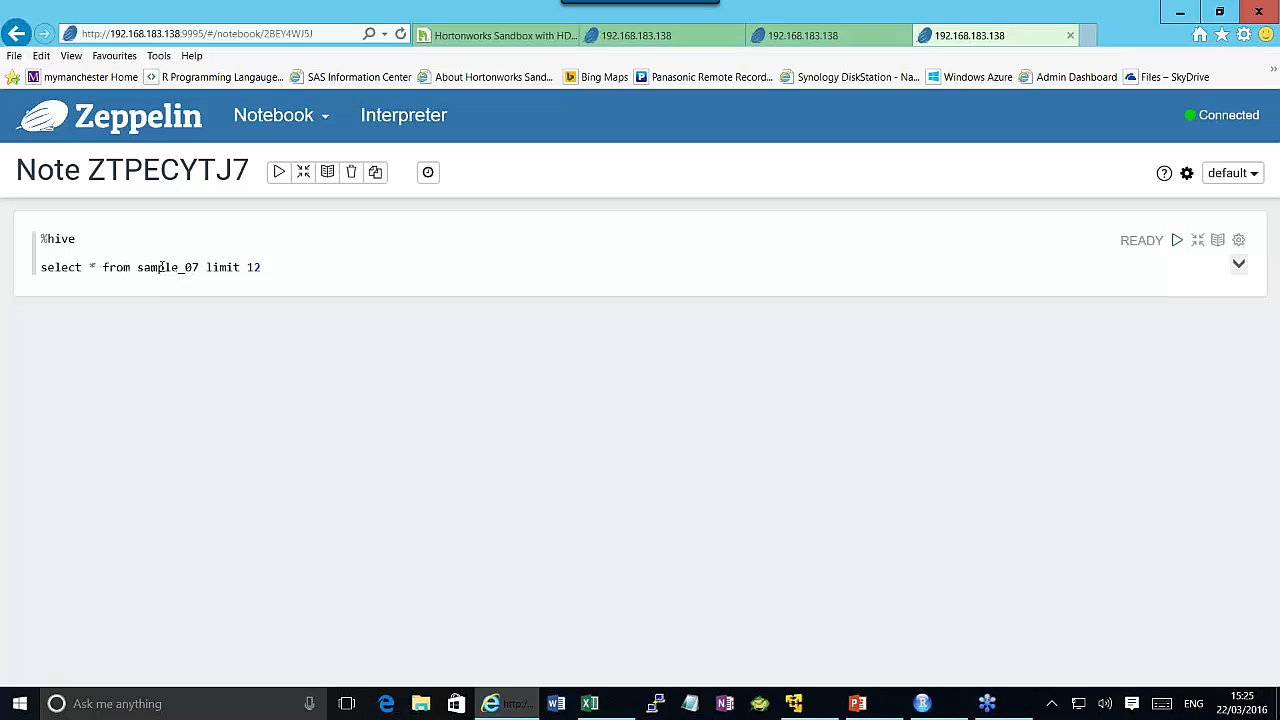 http://192.168.183.138:9995/#/notebook/2BEY4WJ5J
Hortonworks Sandbox with HD...
192.168.183.138
192.168.183.138
192.168.183.138
File Edit View Favourites Tools Help
mymanchester Home
R Programming Langauge...
SAS Information Center
About Hortonworks Sand...
Bing Maps
Panasonic Remote Record...
Synology DiskStation - Na...
Windows Azure
Admin Dashboard
Files – SkyDrive
Zeppelin
Notebook
Interpreter
Connected
Note ZTPECYTJ7
default
%hive
READY
select * from sample_07 limit 12
Ask me anything
http:/...
ENG
15:25
22/03/2016